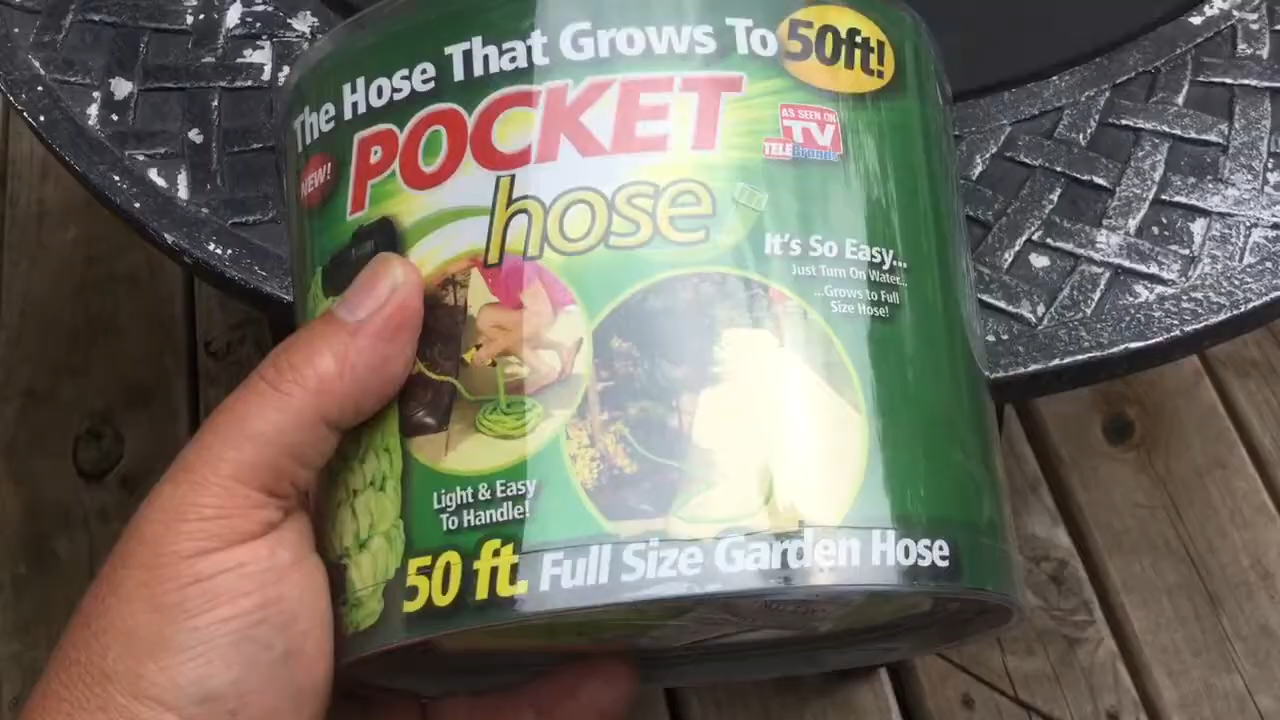 The Hose That Grows To 50ft!
NEW!
POCKET
hose
AS SEEN ON
TV
TELEBrands
It's So Easy...
Just Turn On Water...
...Grows to Full
Size Hose!
Light & Easy
To Handle!
50 ft. Full Size Garden Hose